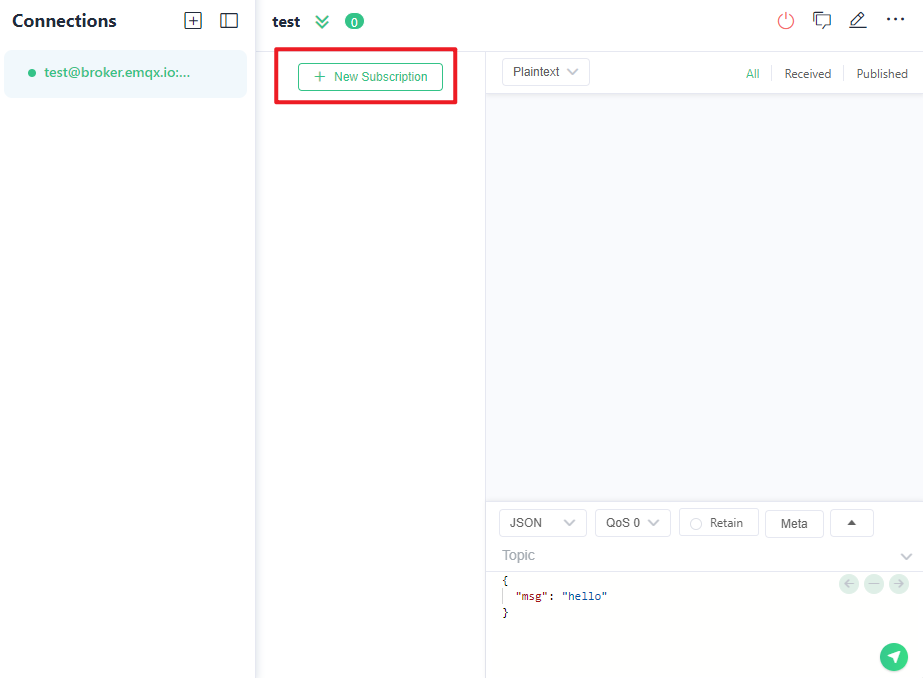 Connections
test@broker.emqx.io:...
test 0
+ New Subscription
Plaintext
All Received Published
JSON QoS 0 Retain Meta
Topic
{
"msg": "hello"
}